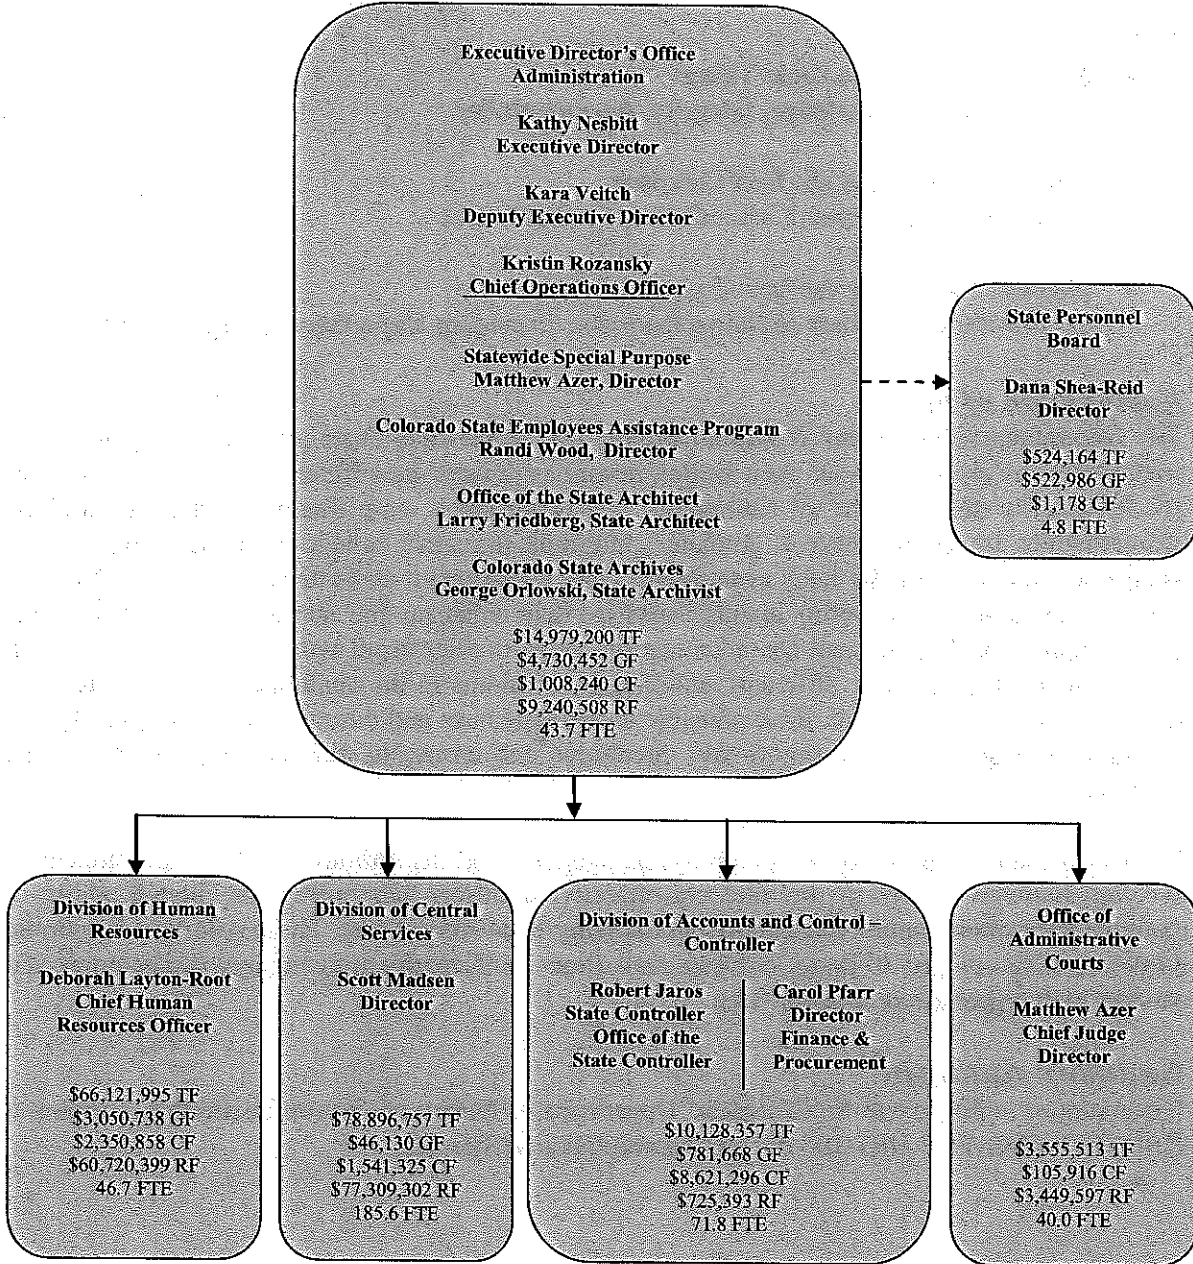 Executive Director's Office
Administration
Kathy Nesbitt
Executive Director
Kara Veitch
Deputy Executive Director
Kristin Rozansky
Chief Operations Officer
Statewide Special Purpose
Matthew Azer, Director
Colorado State Employees Assistance Program
Randi Wood, Director
Office of the State Architect
Larry Friedberg, State Architect
Colorado State Archives
George Orlowski, State Archivist
$14,979,200 TF
$4,730,452 GF
$1,008,240 CF
$9,240,508 RF
43.7 FTE
State Personnel
Board
Dana Shea-Reid
Director
$524,164 TF
$522,986 GF
$1,178 CF
4.8 FTE
Division of Human
Resources
Deborah Layton-Root
Chief Human
Resources Officer
$66,121,995 TF
$3,050,738 GF
$2,350,858 CF
$60,720,399 RF
46.7 FTE
Division of Central
Services
Scott Madsen
Director
$78,896,757 TF
$46,130 GF
$1,541,325 CF
$77,309,302 RF
185.6 FTE
Division of Accounts and Control –
Controller
Robert Jaros
State Controller
Office of the
State Controller
Carol Pfarr
Director
Finance &
Procurement
$10,128,357 TF
$781,668 GF
$8,621,296 CF
$725,393 RF
71.8 FTE
Office of
Administrative
Courts
Matthew Azer
Chief Judge
Director
$3,555,513 TF
$105,916 CF
$3,449,597 RF
40.0 FTE